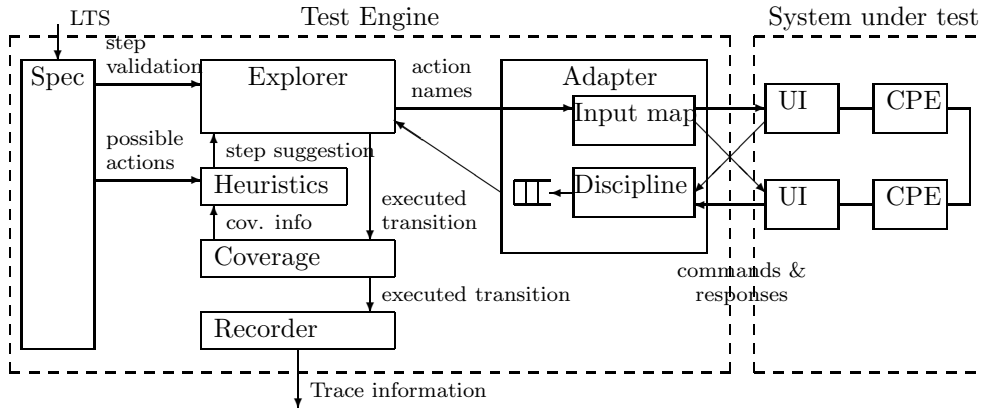 Test Engine
System under test
LTS
step
validation
Spec
Explorer
action
names
Adapter
Input map
UI
CPE
possible
actions
step suggestion
Heuristics
Discipline
UI
CPE
cov. info
executed
transition
Coverage
commands &
responses
executed transition
Recorder
Trace information